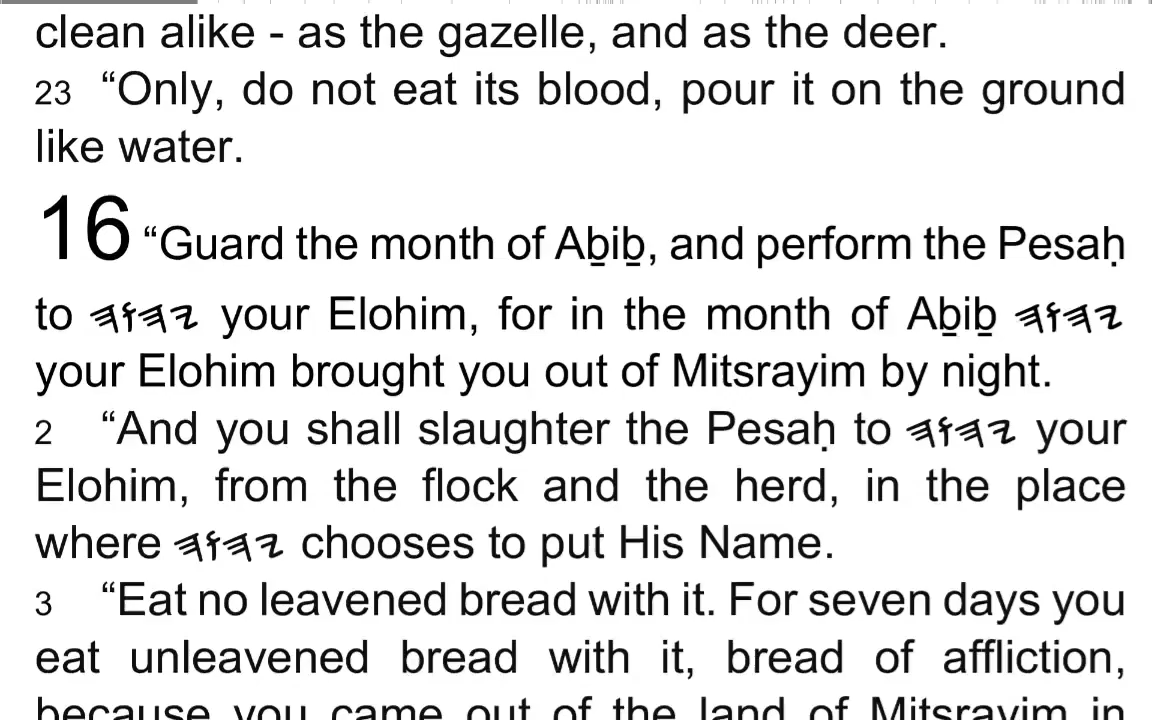 clean alike - as the gazelle, and as the deer.
23 “Only, do not eat its blood, pour it on the ground
like water.
16 “Guard the month of Aḇiḇ, and perform the Pesaḥ
to 𐤉𐤄𐤅𐤄 your Elohim, for in the month of Aḇiḇ 𐤉𐤄𐤅𐤄
your Elohim brought you out of Mitsrayim by night.
2 “And you shall slaughter the Pesaḥ to 𐤉𐤄𐤅𐤄 your
Elohim, from the flock and the herd, in the place
where 𐤉𐤄𐤅𐤄 chooses to put His Name.
3 “Eat no leavened bread with it. For seven days you
eat unleavened bread with it, bread of affliction,
because you came out of the land of Mitsrayim in